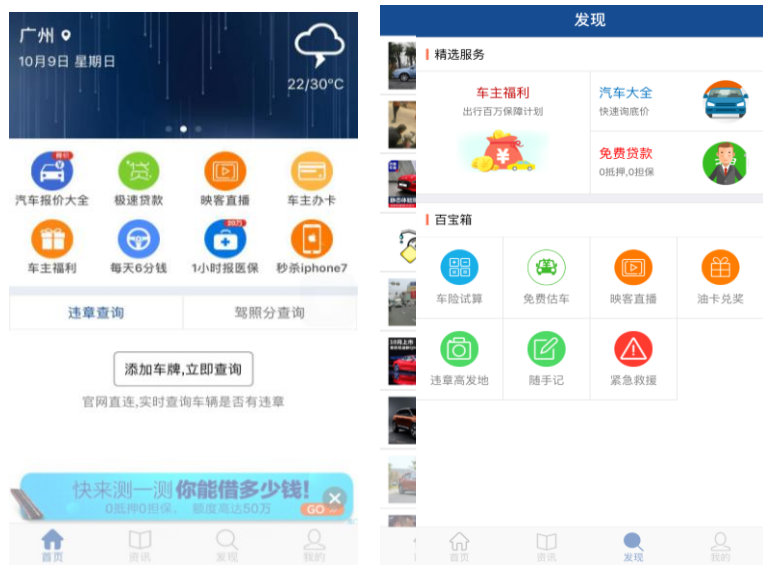 广州
10月9日 星期日
22/30°C
汽车报价大全
极速贷款
映客直播
车主办卡
车主福利
每天6分钱
1小时报医保
秒杀iphone7
违章查询
驾照分查询
添加车牌,立即查询
官网直连,实时查询车辆是否有违章
快来测一测 你能借多少钱!
0抵押0担保, 额度高达50万
GO
首页
资讯
发现
我的
发现
精选服务
车主福利
出行百万保障计划
汽车大全
快速询底价
免费贷款
0抵押,0担保
百宝箱
车险试算
免费估车
映客直播
油卡兑奖
违章高发地
随手记
紧急救援
首页
资讯
发现
我的